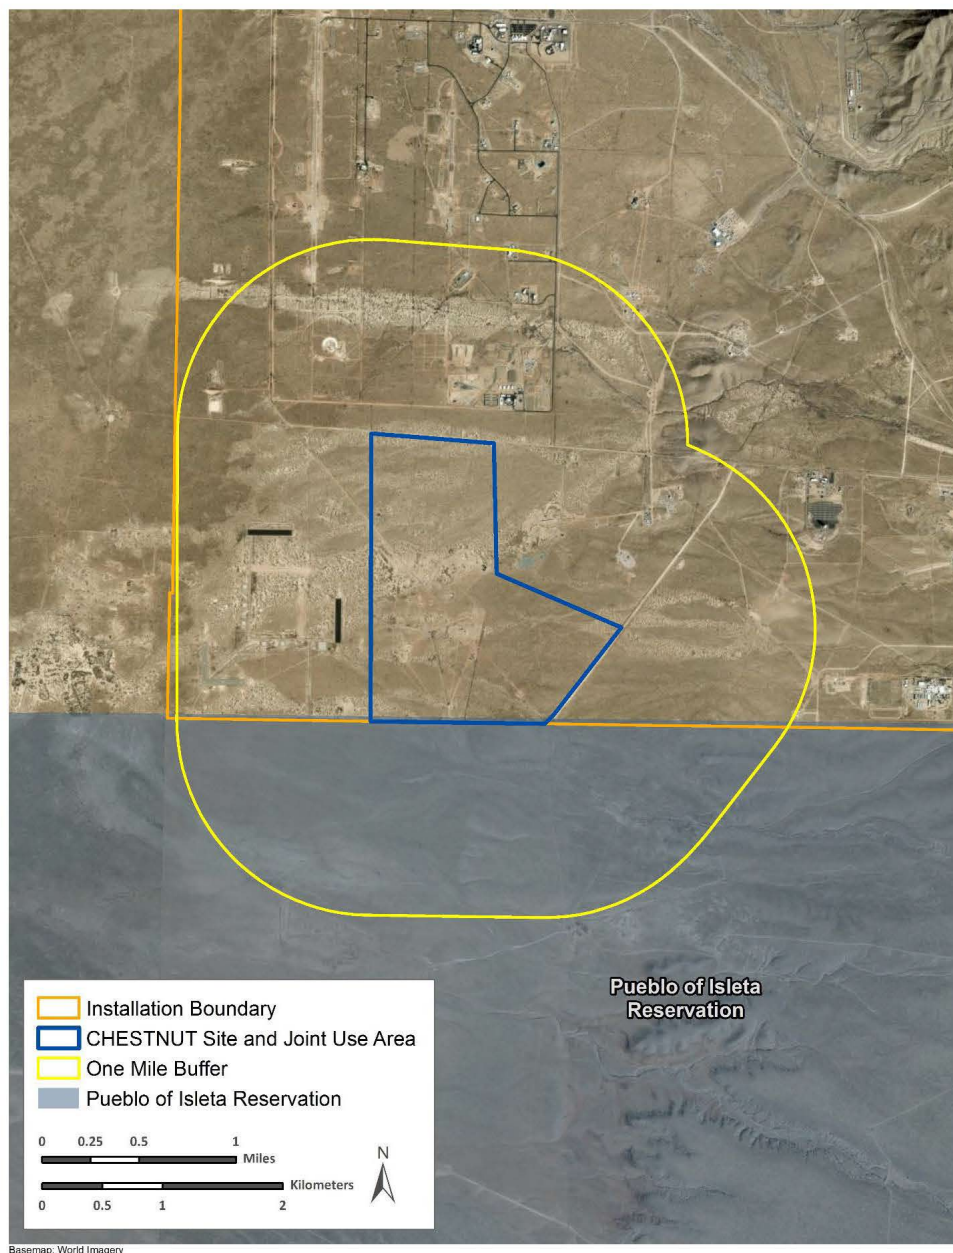 Pueblo of Isleta
Reservation
Installation Boundary
CHESTNUT Site and Joint Use Area
One Mile Buffer
Pueblo of Isleta Reservation
0 0.25 0.5 1
Miles
N
Kilometers
0 0.5 1 2
Basemap: World Imagery